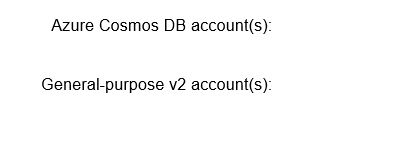 Azure Cosmos DB account(s):
General-purpose v2 account(s):